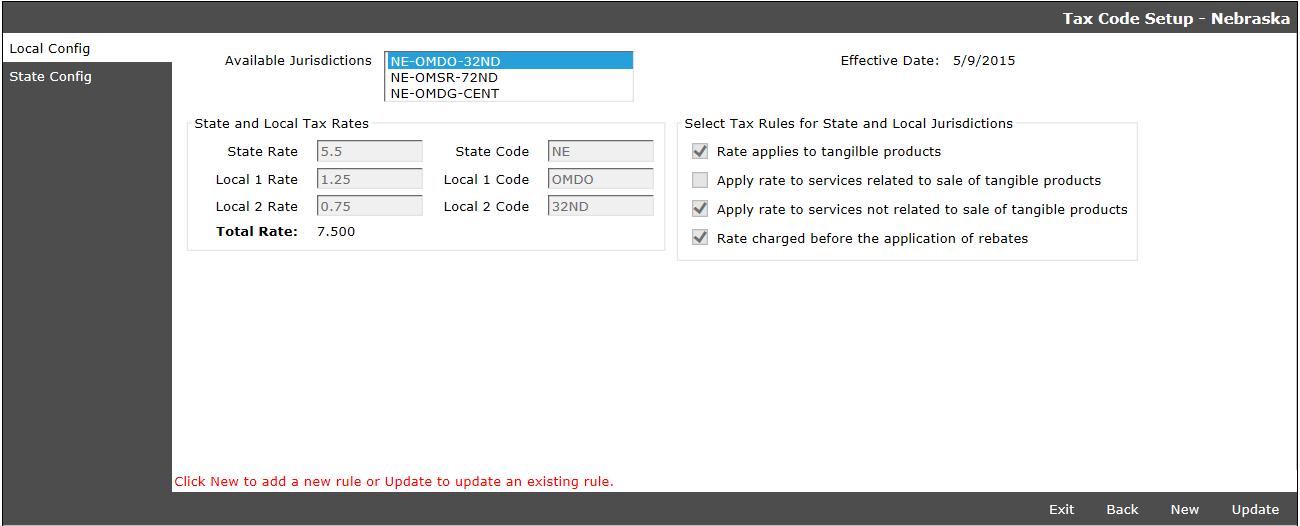 Tax Code Setup - Nebraska
Local Config
State Config
Available Jurisdictions
NE-OMDO-32ND
NE-OMSR-72ND
NE-OMDG-CENT
Effective Date: 5/9/2015
State and Local Tax Rates
State Rate 5.5 State Code NE
Local 1 Rate 1.25 Local 1 Code OMDO
Local 2 Rate 0.75 Local 2 Code 32ND
Total Rate: 7.500
Select Tax Rules for State and Local Jurisdictions
Rate applies to tangilble products
Apply rate to services related to sale of tangible products
Apply rate to services not related to sale of tangible products
Rate charged before the application of rebates
Click New to add a new rule or Update to update an existing rule.
Exit Back New Update